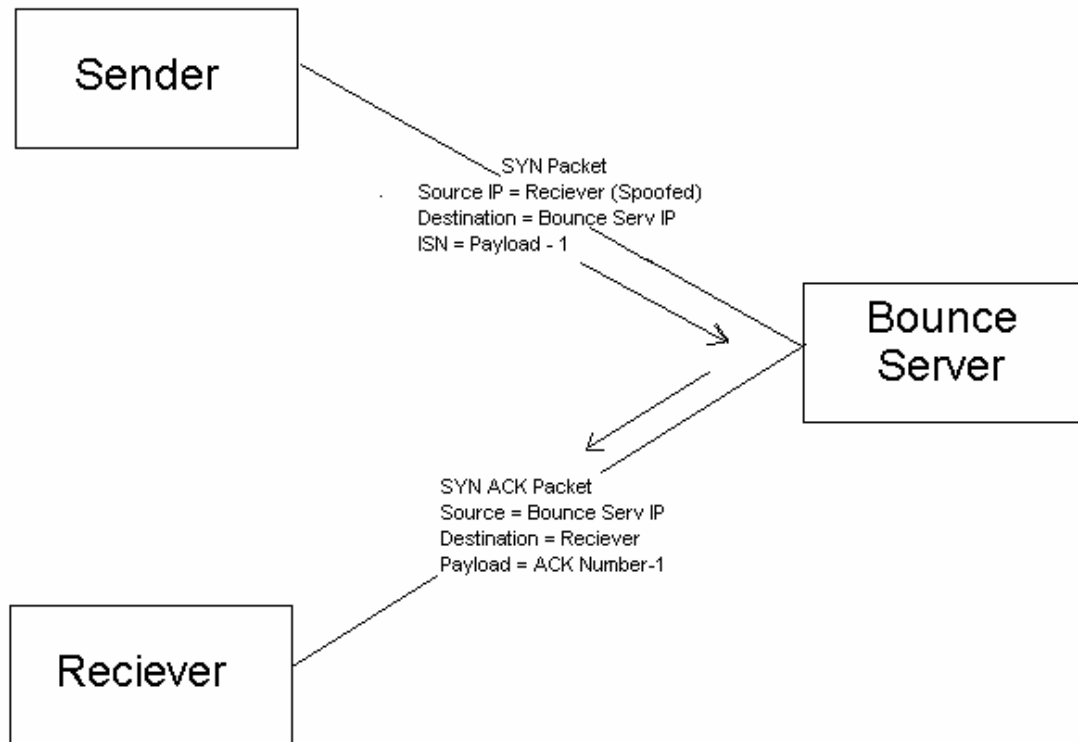 Sender
SYN Packet
Source IP = Reciever (Spoofed)
Destination = Bounce Serv IP
ISN = Payload - 1
Bounce
Server
SYN ACK Packet
Source = Bounce Serv IP
Destination = Reciever
Payload = ACK Number-1
Reciever